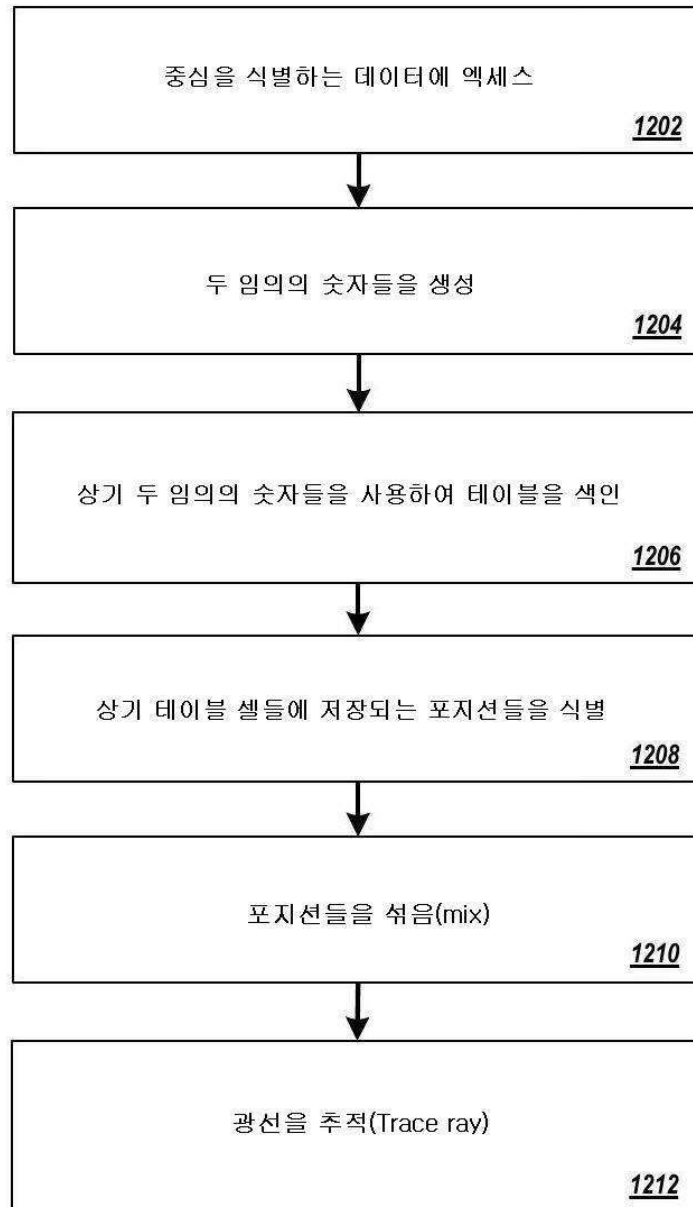 중심을 식별하는 데이터에 엑세스
1202
두 임의의 숫자들을 생성
1204
상기 두 임의의 숫자들을 사용하여 테이블을 색인
1206
상기 테이블 셀들에 저장되는 포지션들을 식별
1208
포지션들을 섞음(mix)
1210
광선을 추적(Trace ray)
1212